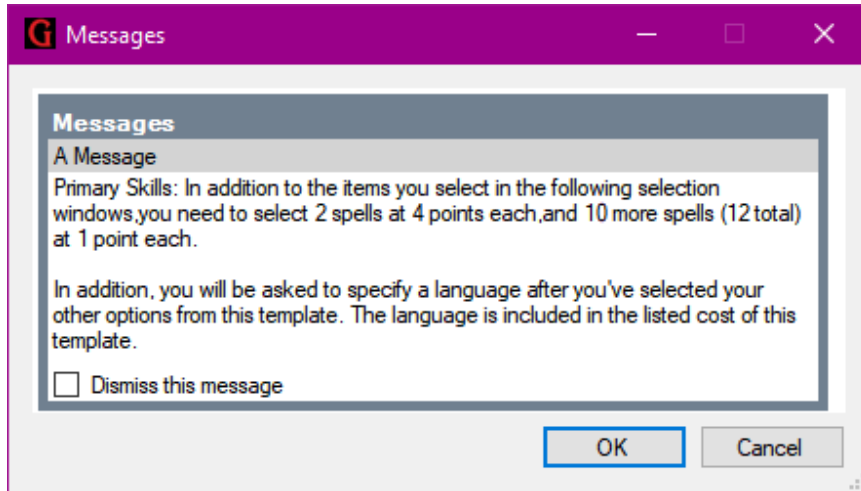 G Messages
Messages
A Message
Primary Skills: In addition to the items you select in the following selection
windows,you need to select 2 spells at 4 points each,and 10 more spells (12 total)
at 1 point each.
In addition, you will be asked to specify a language after you've selected your
other options from this template. The language is included in the listed cost of this
template.
Dismiss this message
OK Cancel